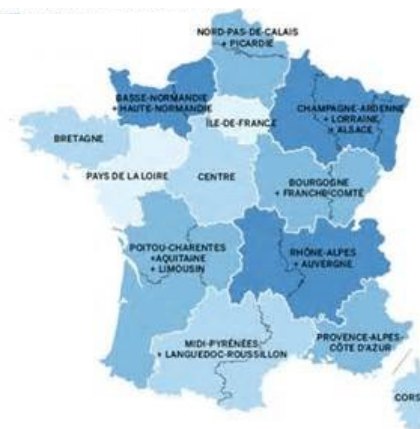 NORD-PAS-DE-CALAIS
+ PICARDIE
BASSE-NORMANDIE
+ HAUTE-NORMANDIE
CHAMPAGNE-ARDENNE
+ LORRAINE
+ ALSACE
ÎLE-DE-FRANCE
BRETAGNE
PAYS DE LA LOIRE
CENTRE
BOURGOGNE
+ FRANCHE-COMTÉ
POITOU-CHARENTES
+AQUITAINE
+ LIMOUSIN
RHÔNE-ALPES
+ AUVERGNE
MIDI-PYRÉNÉES
+ LANGUEDOC-ROUSSILLON
PROVENCE-ALPES-
CÔTE D'AZUR
CORS